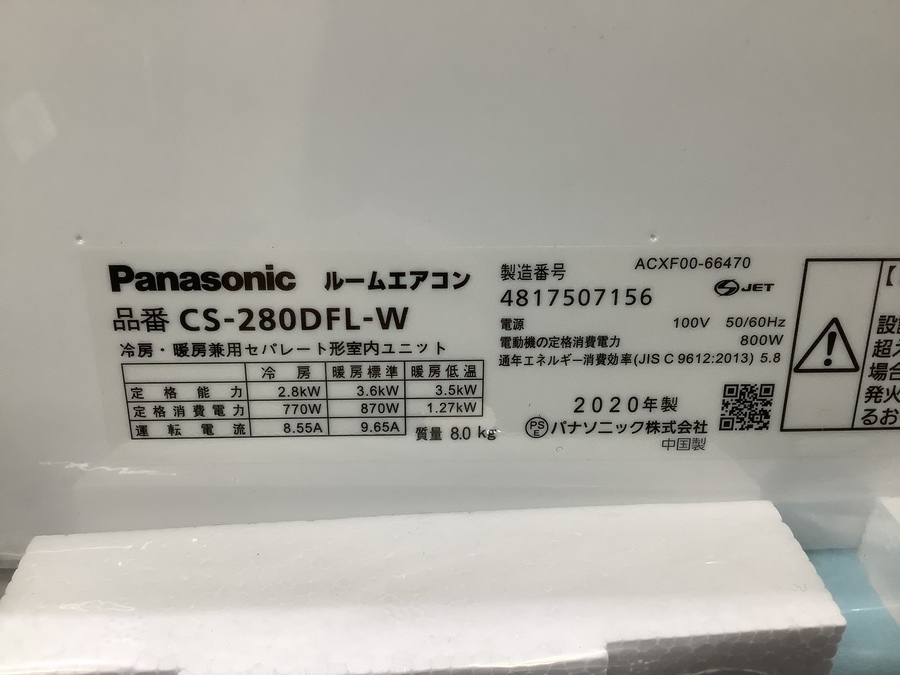 Panasonic ルームエアコン
品番 CS-280DFL-W
冷房・暖房兼用セパレート形室内ユニット
冷房 暖房標準 暖房低温
定格能力 2.8kW 3.6kW 3.5kW
定格消費電力 770W 870W 1.27kW
運転電流 8.55A 9.65A
質量 8.0 kg
製造番号 ACXF00-66470
4817507156
JET
電源 100V 50/60Hz
電動機の定格消費電力 800W
通年エネルギー消費効率(JIS C 9612:2013) 5.8
2020年製
PSE パナソニック株式会社
中国製
【
設
超
場合
発火
るお